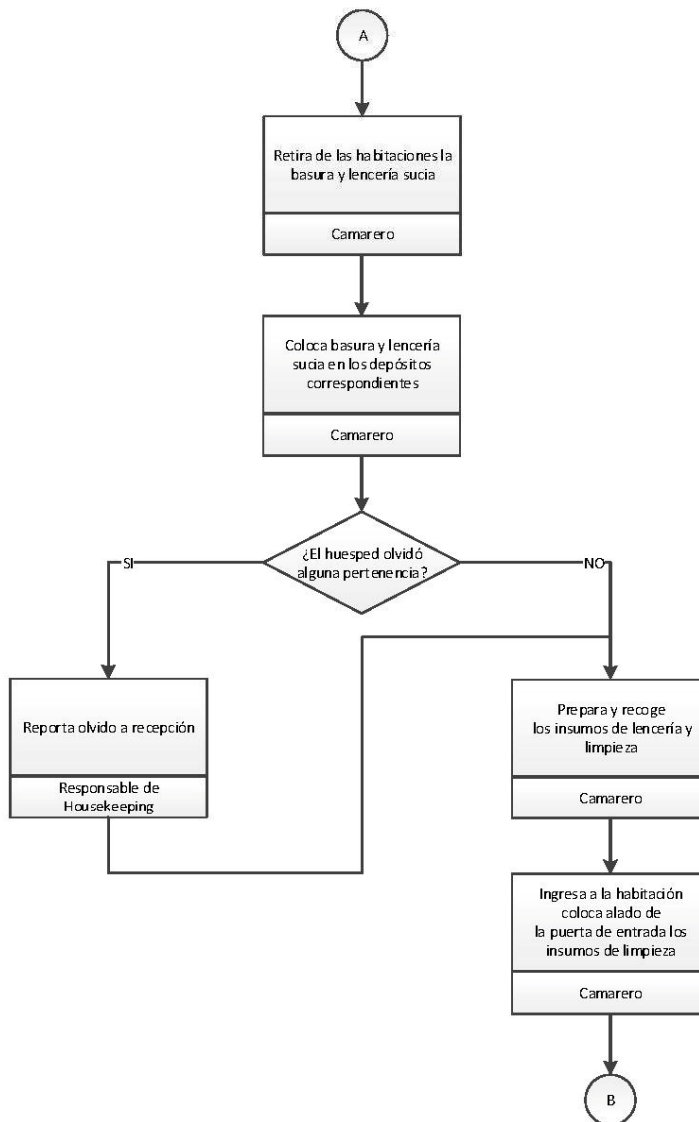 A
Retira de las habitaciones la
basura y lencería sucia
Camarero
Coloca basura y lencería
sucia en los depósitos
correspondientes
Camarero
¿El huesped olvidó
alguna pertenencia?
SI
NO
Reporta olvido a recepción
Responsable de
Housekeeping
Prepara y recoge
los insumos de lencería y
limpieza
Camarero
Ingresa a la habitación
coloca alado de
la puerta de entrada los
insumos de limpieza
Camarero
B